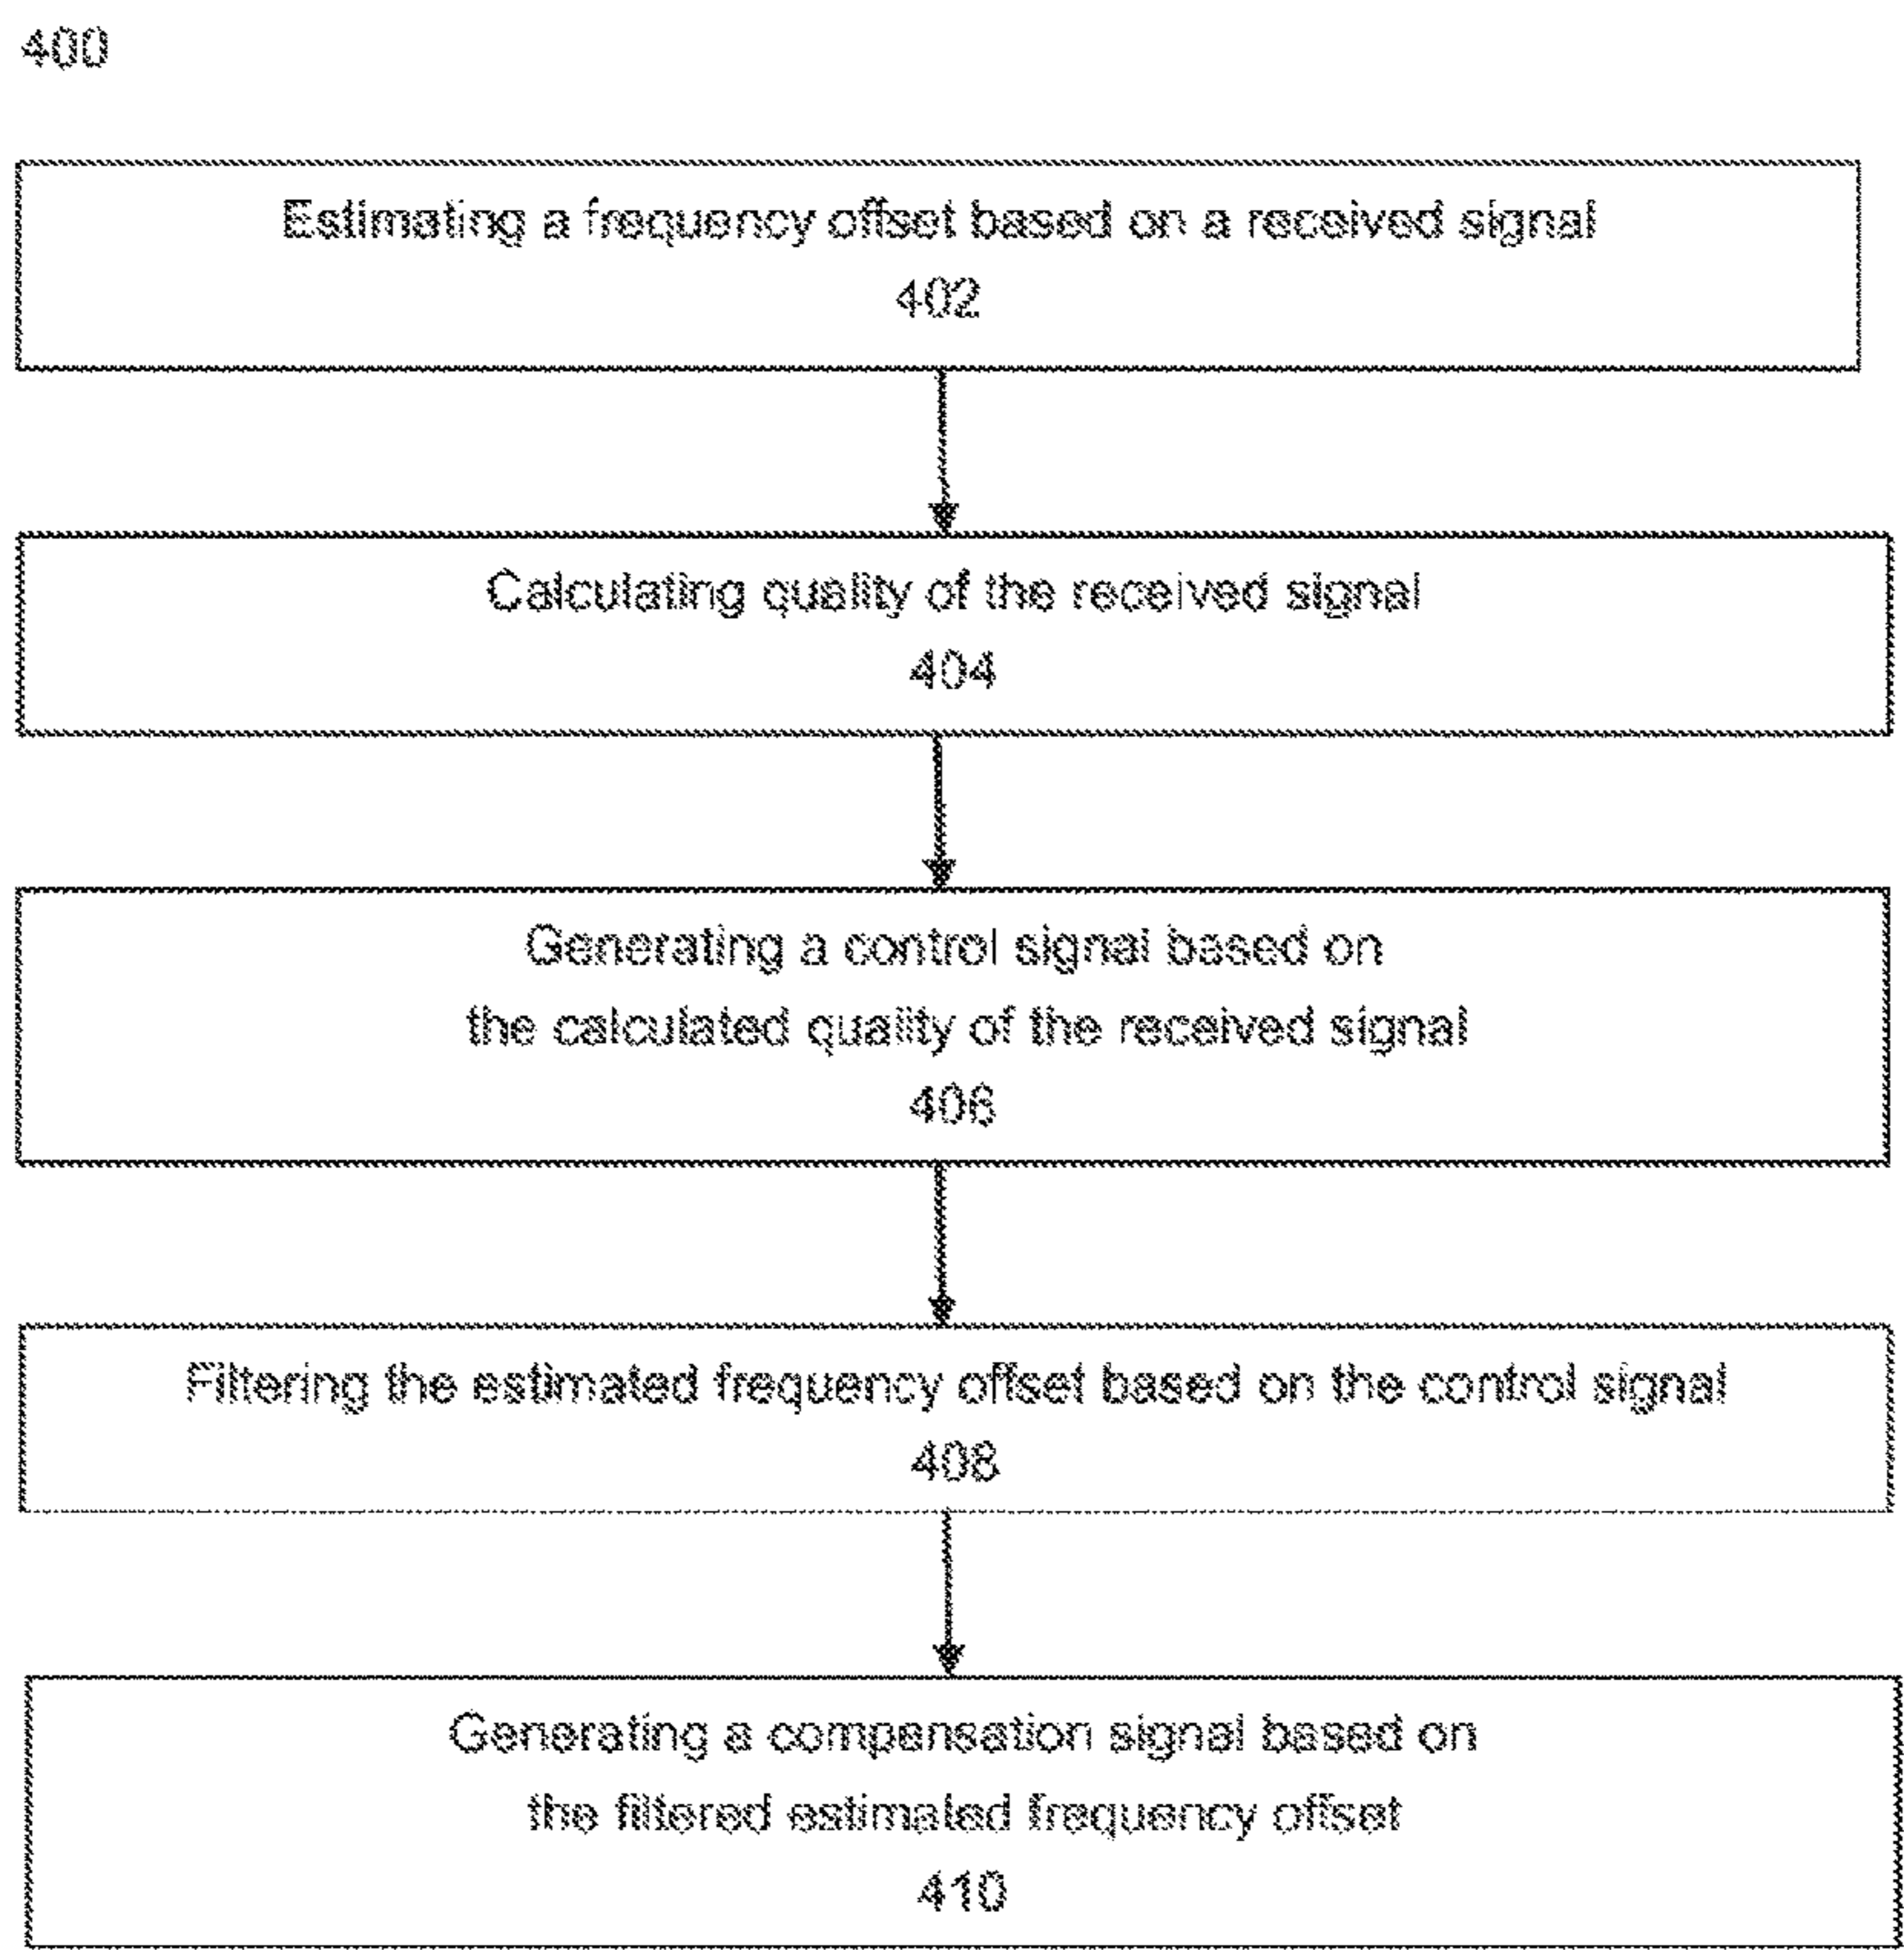 400
Estimating a frequency offset based on a received signal
402
Calculating quality of the received signal
404
Generating a control signal based on
the calculated quality of the received signal
406
Filtering the estimated frequency offset based on the control signal
408
Generating a compensation signal based on
the filtered estimated frequency offset
410